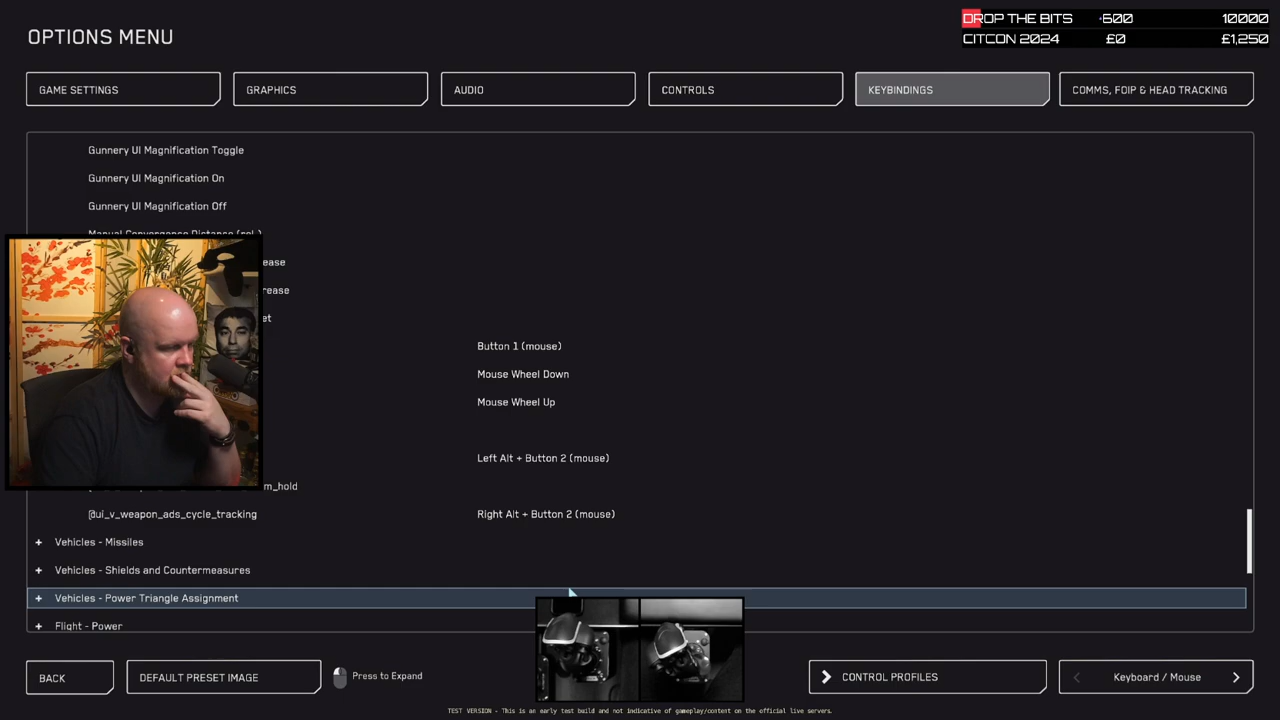 DROP THE BITS 600 10000
OPTIONS MENU
CITCON 2024 £0 £1,250
GAME SETTINGS GRAPHICS AUDIO CONTROLS KEYBINDINGS COMMS, FOIP & HEAD TRACKING
Gunnery UI Magnification Toggle
Gunnery UI Magnification On
Gunnery UI Magnification Off
Manual Convergence Distance (rel.)
ease
rease
et
Button 1 (mouse)
Mouse Wheel Down
Mouse Wheel Up
Left Alt + Button 2 (mouse)
m_hold
@ui_v_weapon_ads_cycle_tracking Right Alt + Button 2 (mouse)
+ Vehicles - Missiles
+ Vehicles - Shields and Countermeasures
+ Vehicles - Power Triangle Assignment
+ Flight - Power
BACK DEFAULT PRESET IMAGE Press to Expand CONTROL PROFILES Keyboard / Mouse
TEST VERSION - This is an early test build and not indicative of gameplay/content on the official live servers.